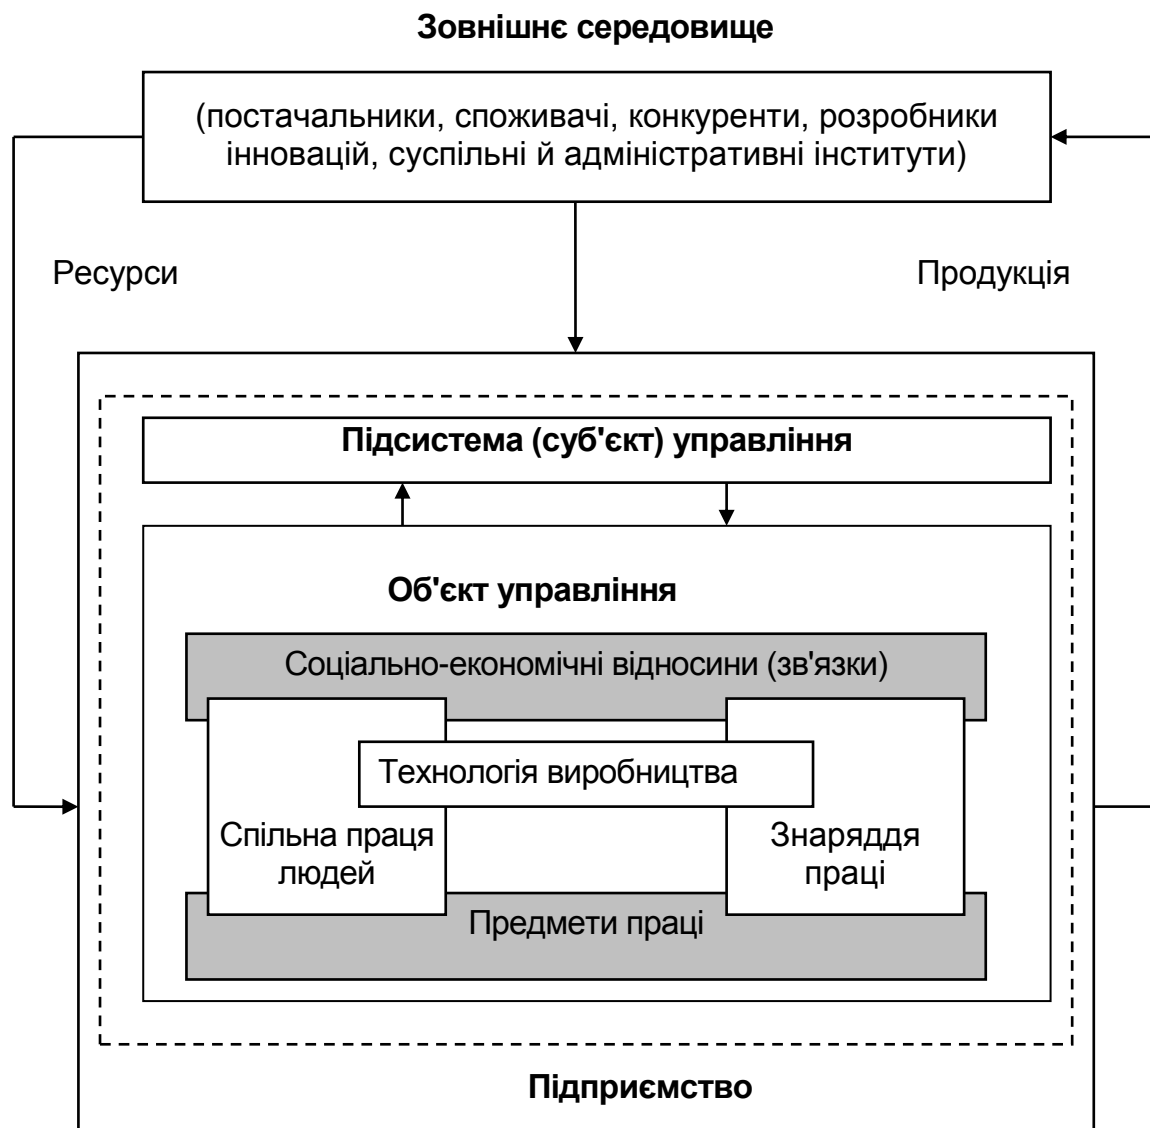 Зовнішнє середовище
(постачальники, споживачі, конкуренти, розробники
інновацій, суспільні й адміністративні інститути)
Ресурси
Продукція
Підсистема (суб'єкт) управління
Об'єкт управління
Соціально-економічні відносини (зв'язки)
Технологія виробництва
Спільна праця
людей
Знаряддя
праці
Предмети праці
Підприємство